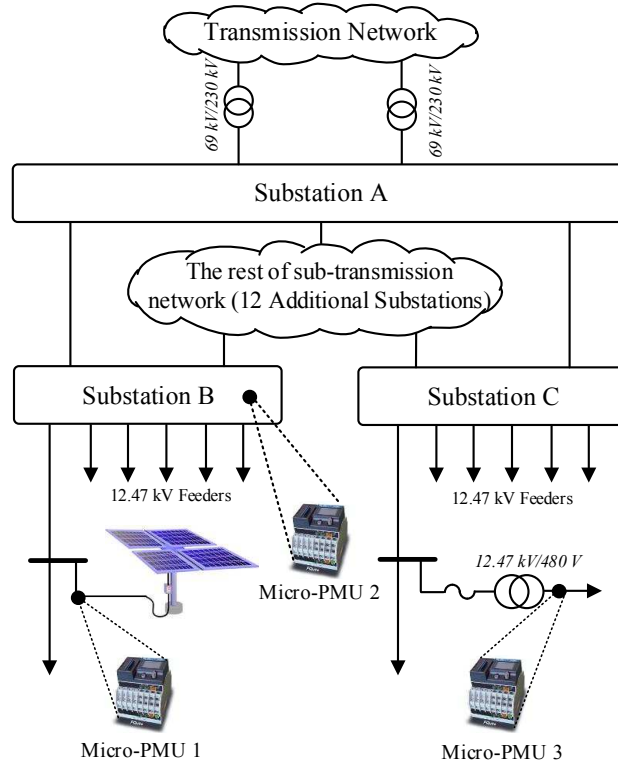 Transmission Network
69 kV/230 kV
69 kV/230 kV
Substation A
The rest of sub-transmission
network (12 Additional Substations)
Substation B
Substation C
12.47 kV Feeders
12.47 kV Feeders
12.47 kV/480 V
Micro-PMU 2
Micro-PMU 1
Micro-PMU 3